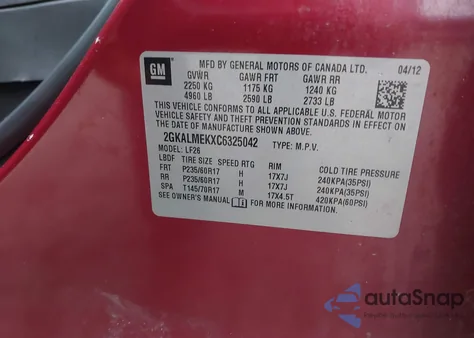 GM
MFD BY GENERAL MOTORS OF CANADA LTD. 04/12
GVWR GAWR FRT GAWR RR
2250 KG 1175 KG 1240 KG
4960 LB 2590 LB 2733 LB
THIS VEHICLE CONFORMS TO ALL APPLICABLE U.S. FEDERAL MOTOR
VEHICLE SAFETY AND THEFT PREVENTION STANDARDS IN EFFECT
ON THE DATE OF MANUFACTURE SHOWN ABOVE.
2GKALMEKXC6325042 TYPE: M.P.V.
MODEL: LF26
LBDF TIRE SIZE SPEED RTG RIM COLD TIRE PRESSURE
FRT P235/60R17 H 17X7J 240KPA(35PSI)
RR P235/60R17 H 17X7J 240KPA(35PSI)
SPA T145/70R17 M 17X4.5T 420KPA(60PSI)
SEE OWNER'S MANUAL FOR MORE INFORMATION.
autoSnap